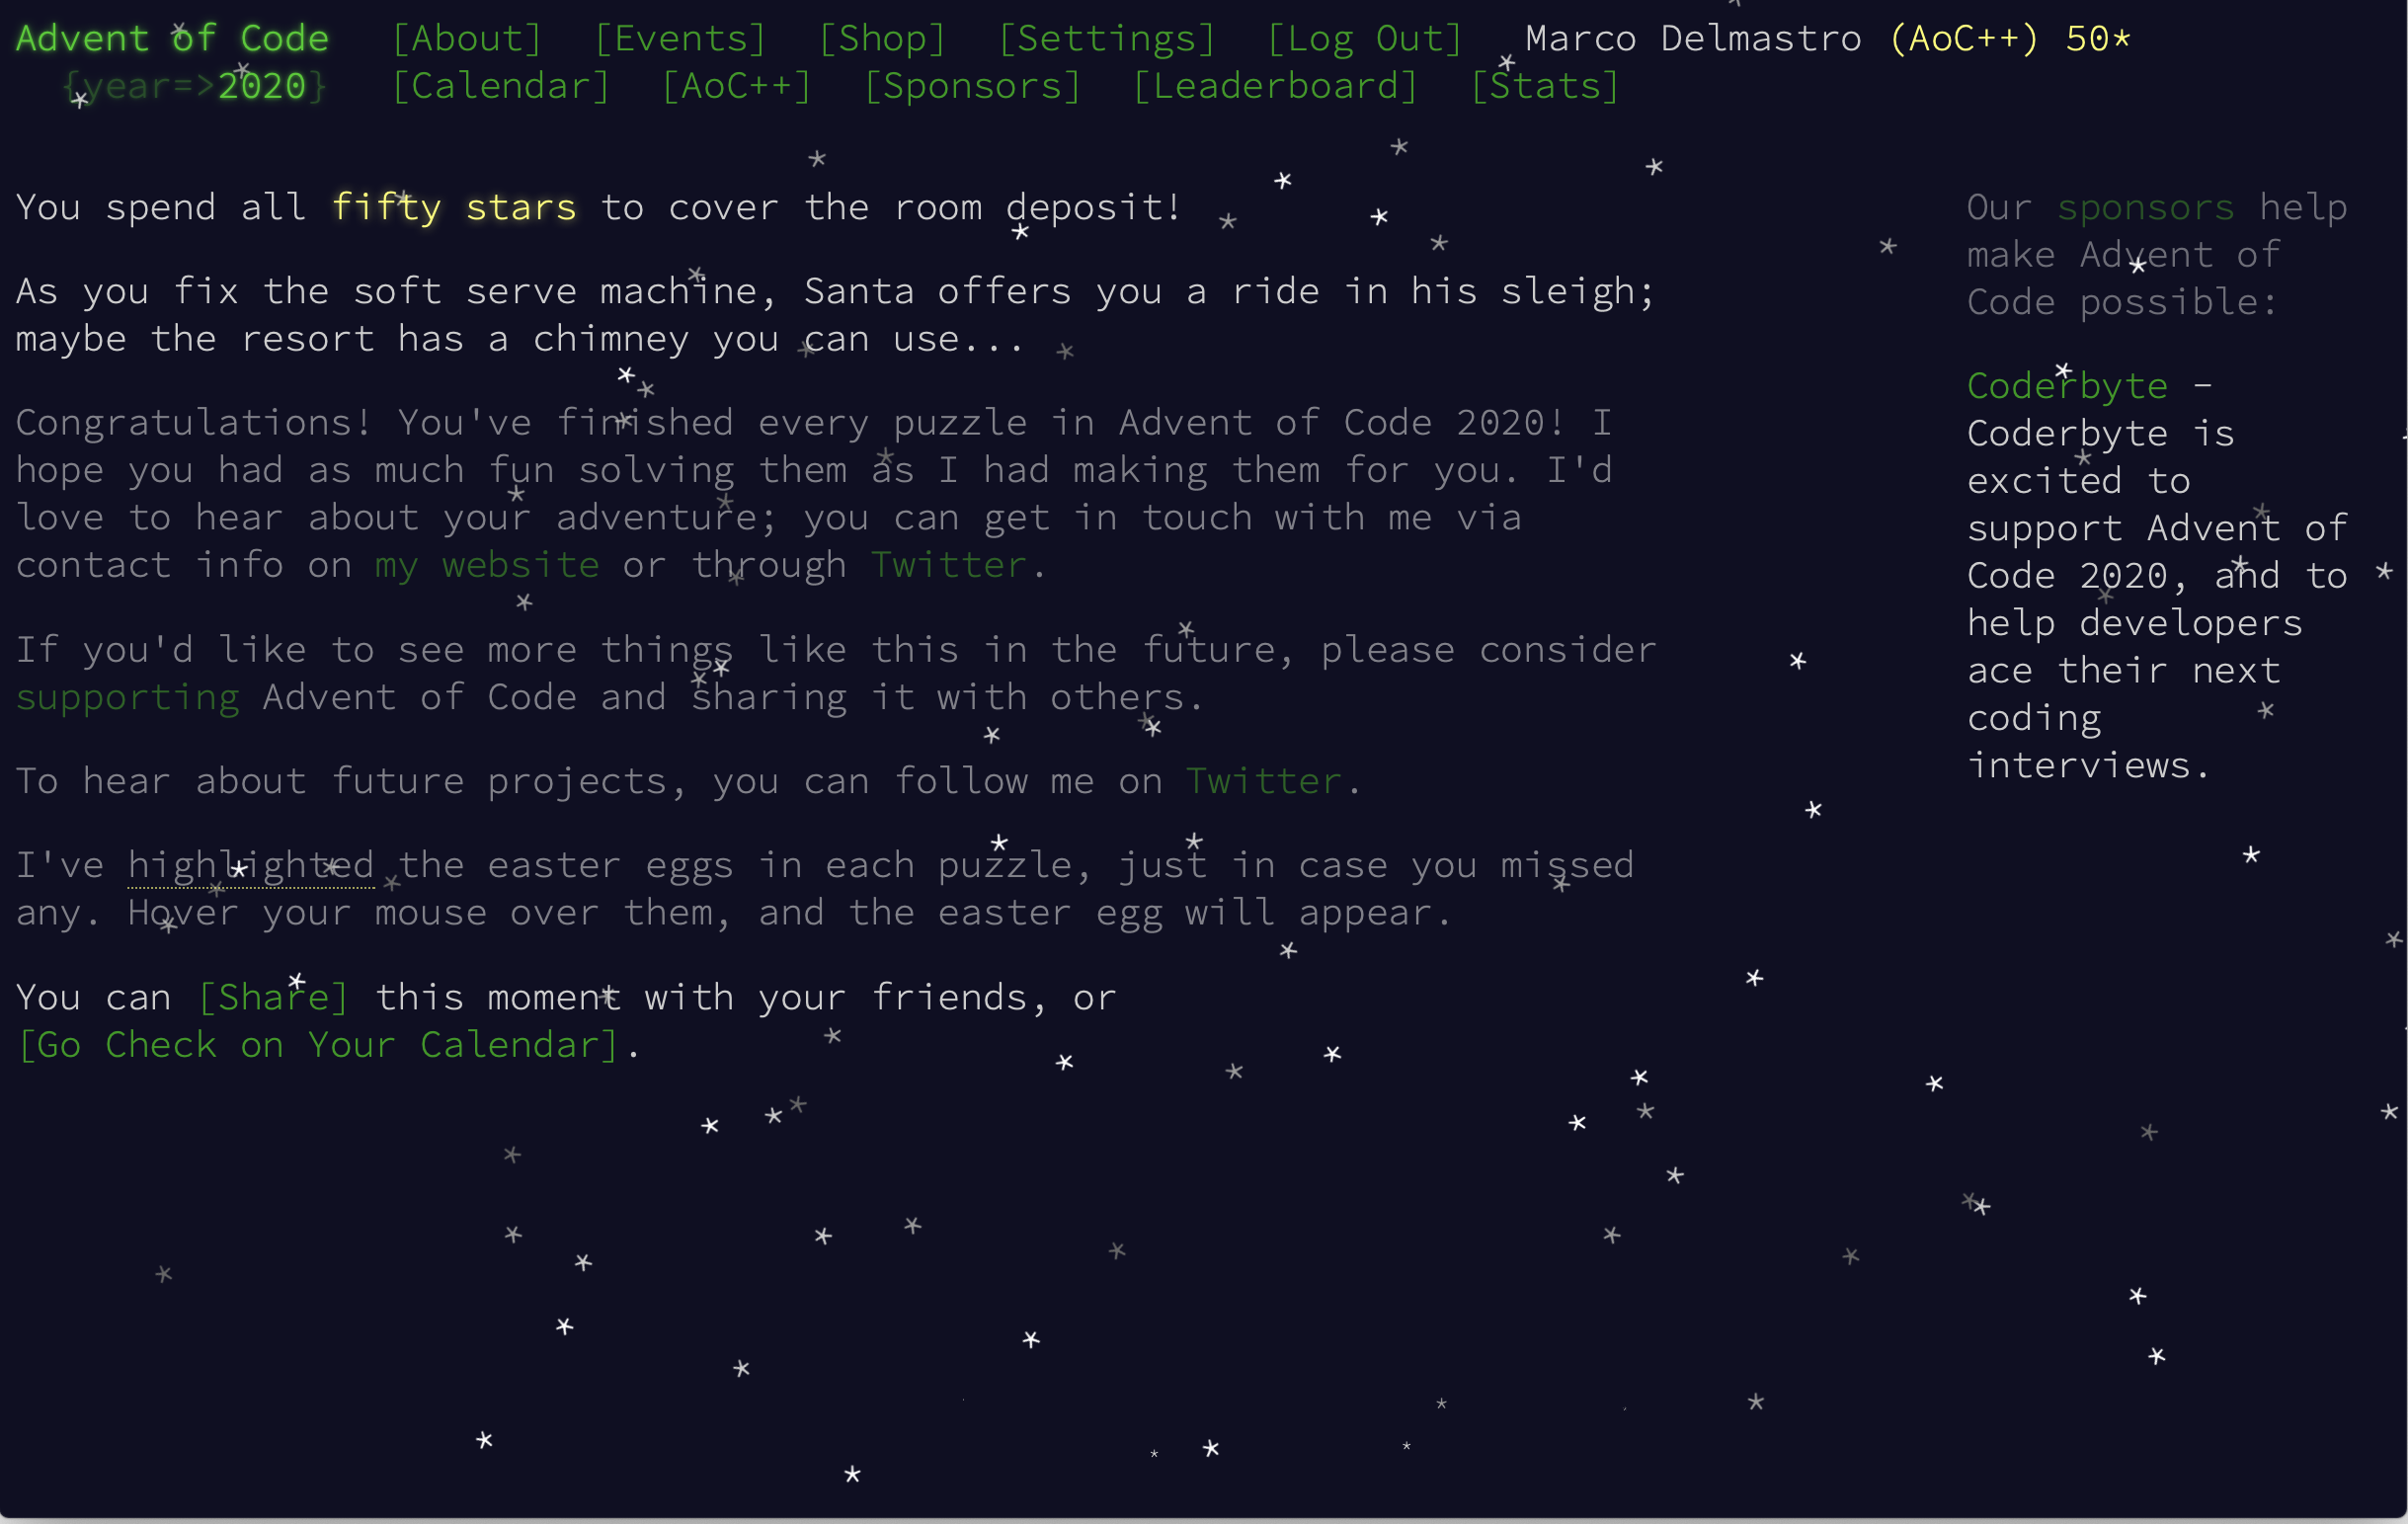 Advent of Code [About] [Events] [Shop] [Settings] [Log Out] Marco Delmastro (AoC++) 50*
{year=>2020} [Calendar] [AoC++] [Sponsors] [Leaderboard] [Stats]
You spend all fifty stars to cover the room deposit!
As you fix the soft serve machine, Santa offers you a ride in his sleigh;
maybe the resort has a chimney you can use...
Congratulations! You've finished every puzzle in Advent of Code 2020! I
hope you had as much fun solving them as I had making them for you. I'd
love to hear about your adventure; you can get in touch with me via
contact info on my website or through Twitter.
If you'd like to see more things like this in the future, please consider
supporting Advent of Code and sharing it with others.
To hear about future projects, you can follow me on Twitter.
I've highlighted the easter eggs in each puzzle, just in case you missed
any. Hover your mouse over them, and the easter egg will appear.
You can [Share] this moment with your friends, or
[Go Check on Your Calendar].
Our sponsors help
make Advent of
Code possible:
Coderbyte -
Coderbyte is
excited to
support Advent of
Code 2020, and to
help developers
ace their next
coding
interviews.